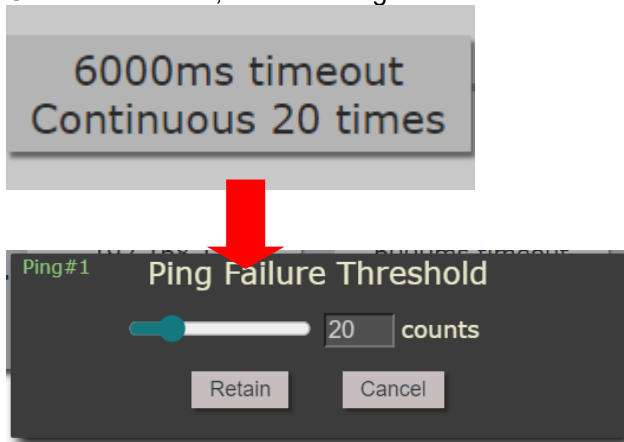 6000ms timeout
Continuous 20 times
Ping#1
Ping Failure Threshold
20 counts
Retain Cancel